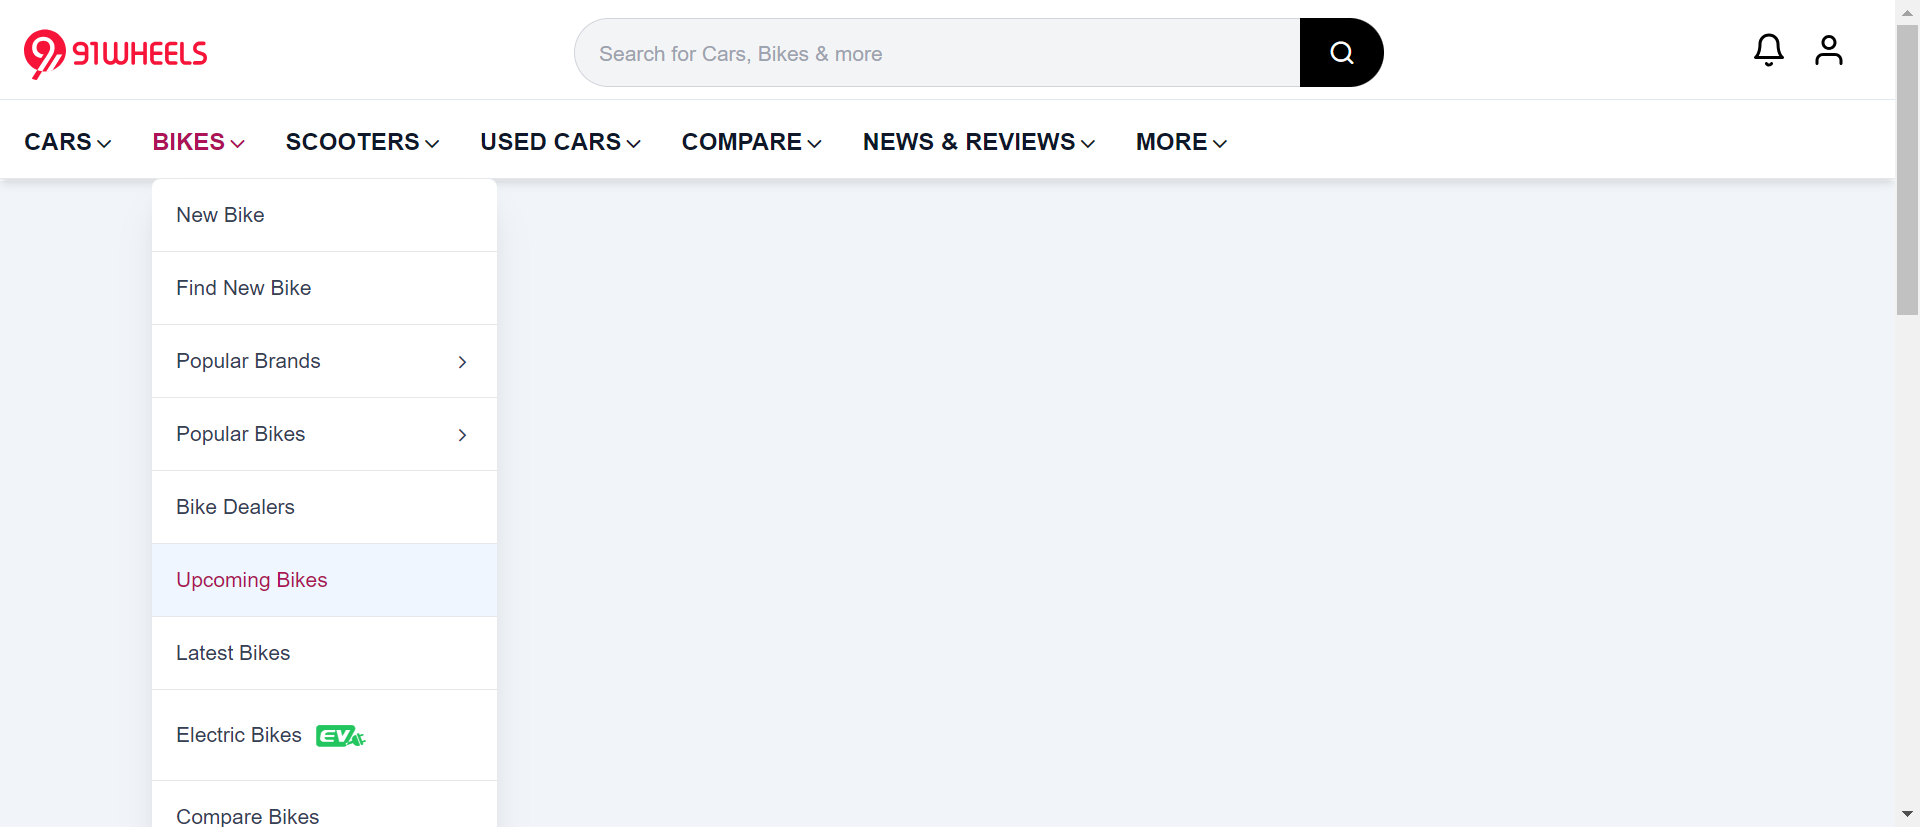 91WHEELS
Search for Cars, Bikes & more
CARS BIKES SCOOTERS USED CARS COMPARE NEWS & REVIEWS MORE
New Bike
Find New Bike
Popular Brands
Popular Bikes
Bike Dealers
Upcoming Bikes
Latest Bikes
Electric Bikes EV
Compare Bikes